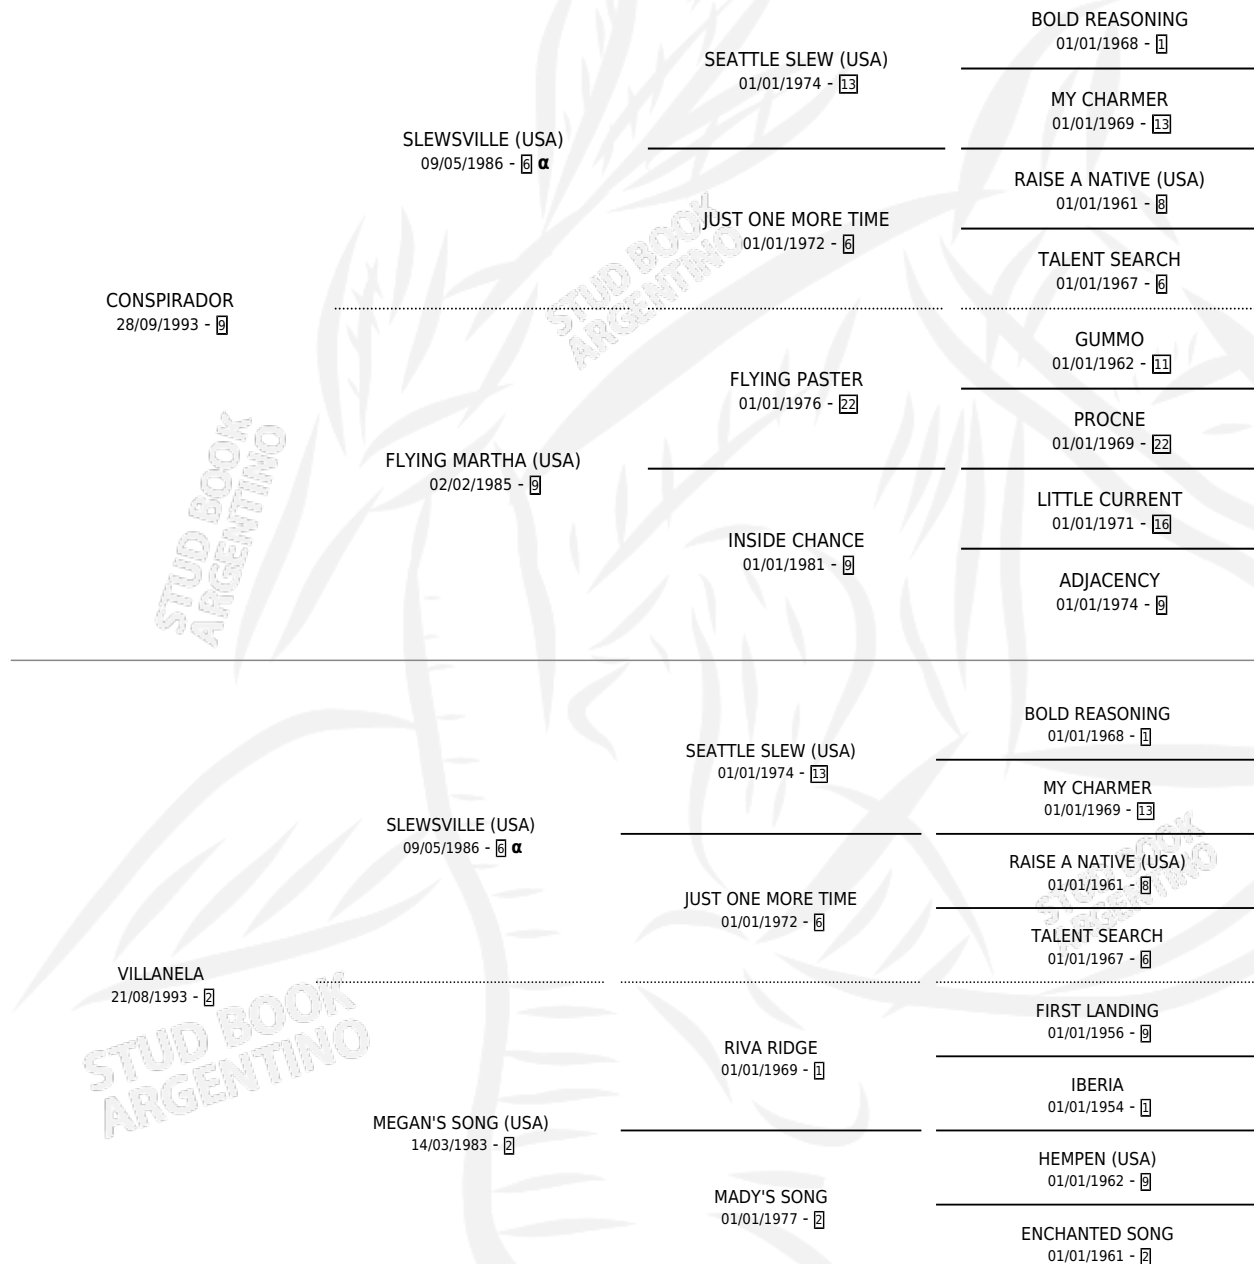 BOLD REASONING
01/01/1968 - 1
SEATTLE SLEW (USA)
01/01/1974 - 13
MY CHARMER
01/01/1969 - 13
SLEWSVILLE (USA)
09/05/1986 - 6 α
RAISE A NATIVE (USA)
01/01/1961 - 8
JUST ONE MORE TIME
01/01/1972 - 6
TALENT SEARCH
01/01/1967 - 6
CONSPIRADOR
28/09/1993 - 9
GUMMO
01/01/1962 - 11
FLYING PASTER
01/01/1976 - 22
PROCNE
01/01/1969 - 22
FLYING MARTHA (USA)
02/02/1985 - 9
LITTLE CURRENT
01/01/1971 - 16
INSIDE CHANCE
01/01/1981 - 9
ADJACENCY
01/01/1974 - 9
STUD BOOK
ARGENTINO
STUD BOOK
ARGENTINO
BOLD REASONING
01/01/1968 - 1
SEATTLE SLEW (USA)
01/01/1974 - 13
MY CHARMER
01/01/1969 - 13
SLEWSVILLE (USA)
09/05/1986 - 6 α
RAISE A NATIVE (USA)
01/01/1961 - 8
JUST ONE MORE TIME
01/01/1972 - 6
TALENT SEARCH
01/01/1967 - 6
VILLANELA
21/08/1993 - 2
FIRST LANDING
01/01/1956 - 9
RIVA RIDGE
01/01/1969 - 1
IBERIA
01/01/1954 - 1
MEGAN'S SONG (USA)
14/03/1983 - 2
HEMPEN (USA)
01/01/1962 - 9
MADY'S SONG
01/01/1977 - 2
ENCHANTED SONG
01/01/1961 - 2
STUD BOOK
ARGENTINO
STUD BOOK
ARGENTINO